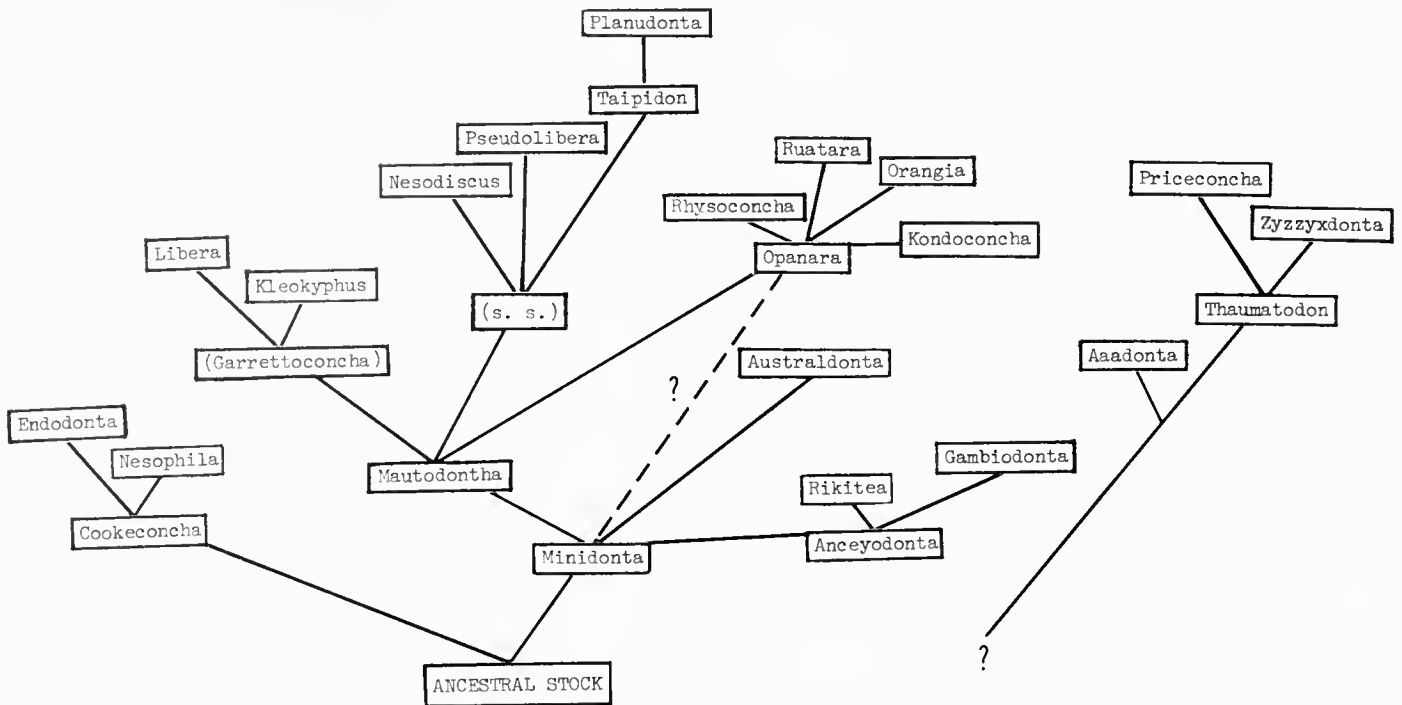 Planudonta
Taipidon
Pseudolibera
Nesodiscus
Ruatara
Orangia
Priceconcha
Rhysoconcha
Zyzzyxdonta
Kondoconcha
Libera
Opanara
Kleokyphus
(s. s.)
Thaumatodon
(Garrettoconcha)
Australdonta
Aaadonta
?
Endodonta
Nesophila
Mautodontha
Gambiodonta
Rikitea
Cookeconcha
Minidonta
Anceyodonta
?
ANCESTRAL STOCK